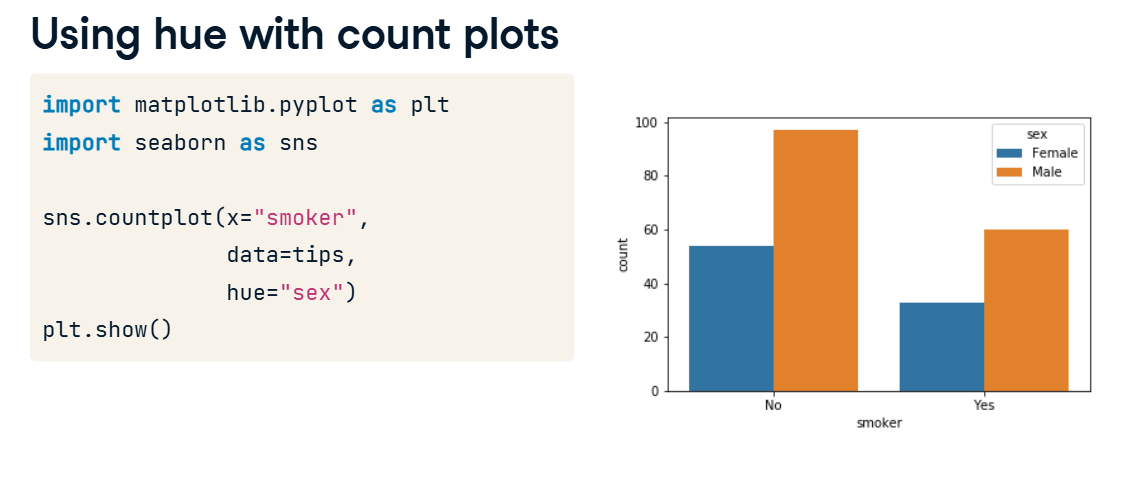 Using hue with count plots
import matplotlib.pyplot as plt
import seaborn as sns
sns.countplot(x="smoker",
data=tips,
hue="sex")
plt.show()
100
80
60
40
20
0
count
sex
Female
Male
No
Yes
smoker